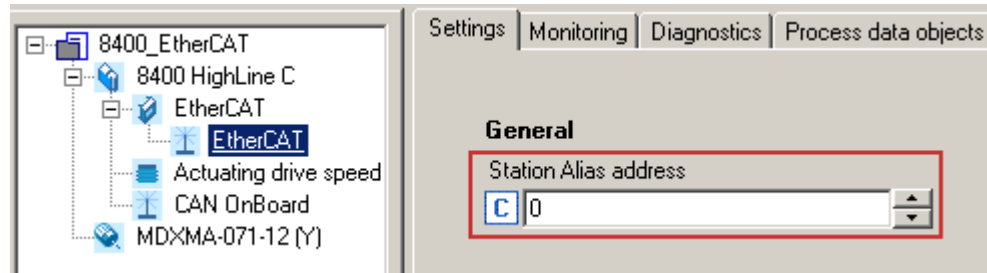 8400_EtherCAT
8400 HighLine C
EtherCAT
EtherCAT
Actuating drive speed
CAN OnBoard
MDXMA-071-12 (Y)
Settings Monitoring Diagnostics Process data objects
General
Station Alias address
C 0